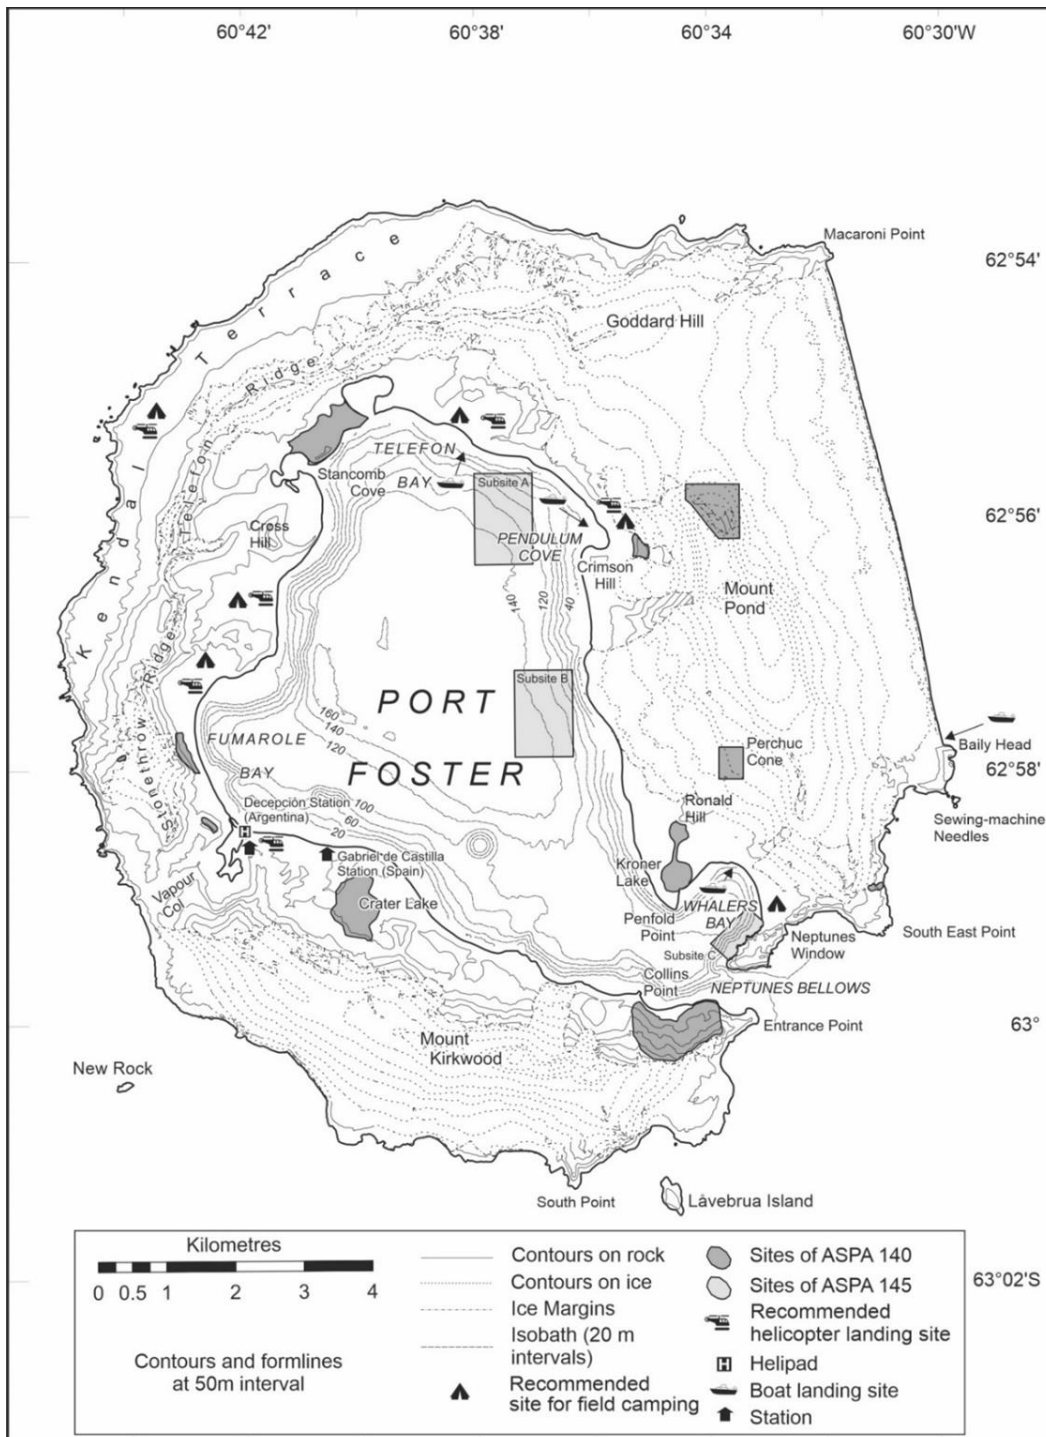 60°42' 60°38' 60°34' 60°30'W
Macaroni Point
62°54'
Goddard Hill
Kendall Terrace
Telefon Ridge
TELEFON
BAY
Stancomb
Cove
Subsite A
62°56'
Cross
Hill
PENDULUM
COVE
Crimson
Hill
Mount
Pond
140
120
40
Stonethrow Ridge
Subsite B
PORT
FOSTER
160
140
120
FUMAROLE
BAY
Perchuc
Cone
Baily Head
62°58'
Decepción Station
(Argentina)
100
60
20
Ronald
Hill
Sewing-machine
Needles
H
Gabriel de Castilla
Station (Spain)
Kroner
Lake
Vapour
Col
Crater Lake
WHALERS
BAY
Penfold
Point
Neptunes
Window
South East Point
Subsite C
Collins
Point
NEPTUNES BELLOWS
Entrance Point
63°
Mount
Kirkwood
New Rock
South Point
Låvebrua Island
63°02'S
Kilometres
0 0.5 1 2 3 4
Contours and formlines
at 50m interval
Contours on rock
Contours on ice
Ice Margins
Isobath (20 m
intervals)
Recommended
site for field camping
Sites of ASPA 140
Sites of ASPA 145
Recommended
helicopter landing site
H Helipad
Boat landing site
Station